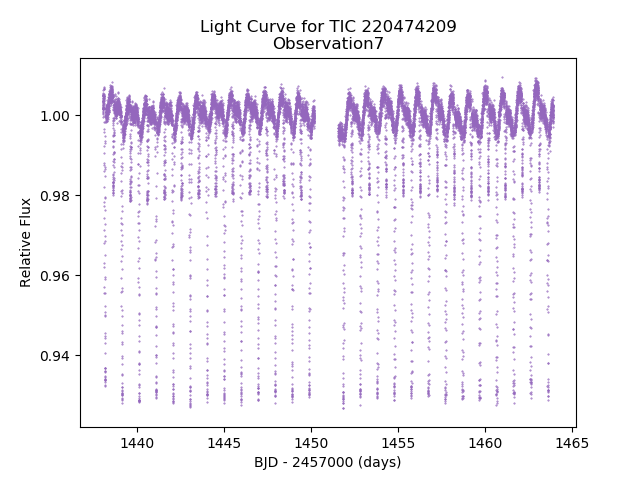 Light Curve for TIC 220474209
Observation7
Relative Flux
1.00
0.98
0.96
0.94
1440
1445
1450
1455
1460
1465
BJD - 2457000 (days)